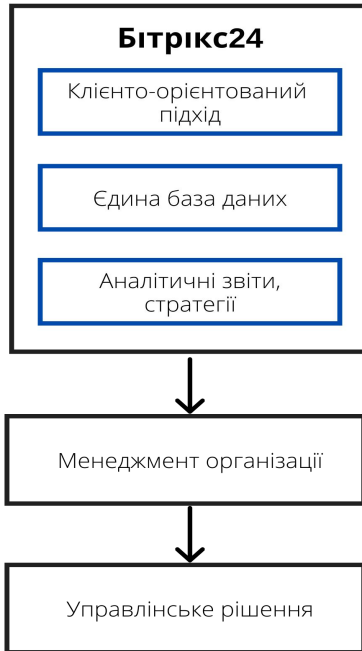 Бітрікс24
Клієнто-орієнтований
підхід
Єдина база даних
Аналітичні звіти,
стратегії
Менеджмент організації
Управлінське рішення